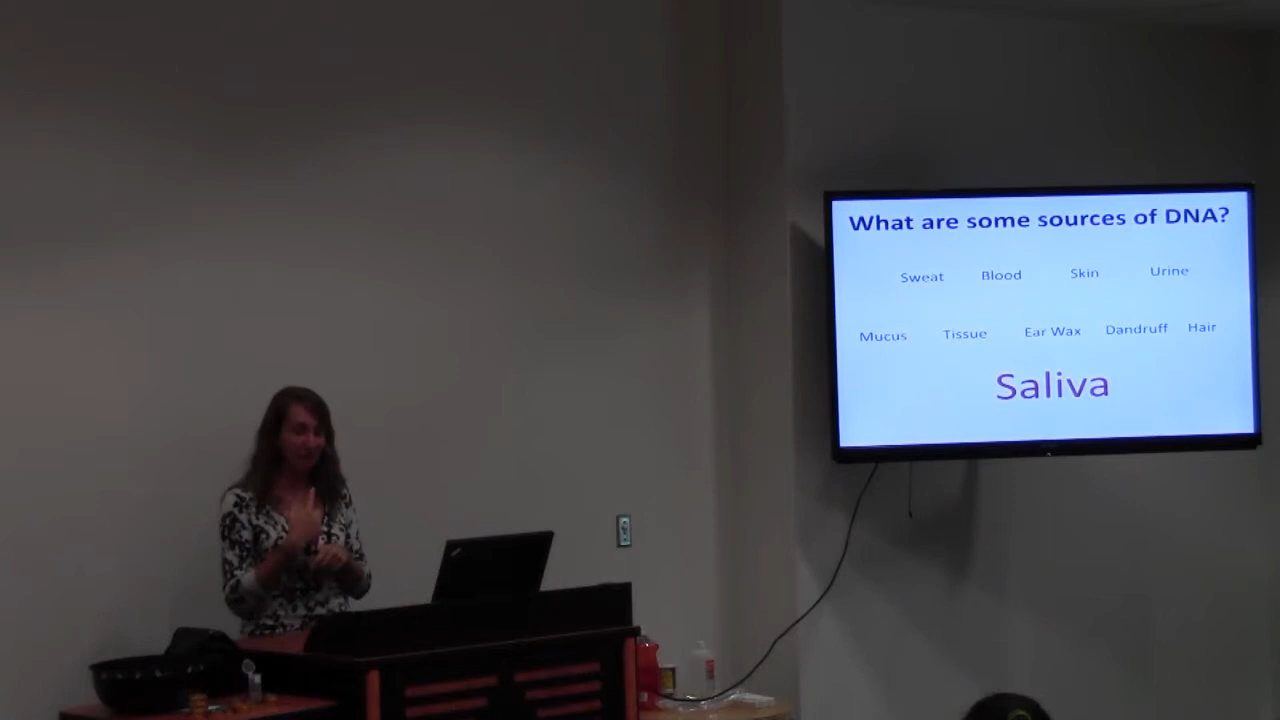 What are some sources of DNA?
Sweat Blood Skin Urine
Mucus Tissue Ear Wax Dandruff Hair
Saliva